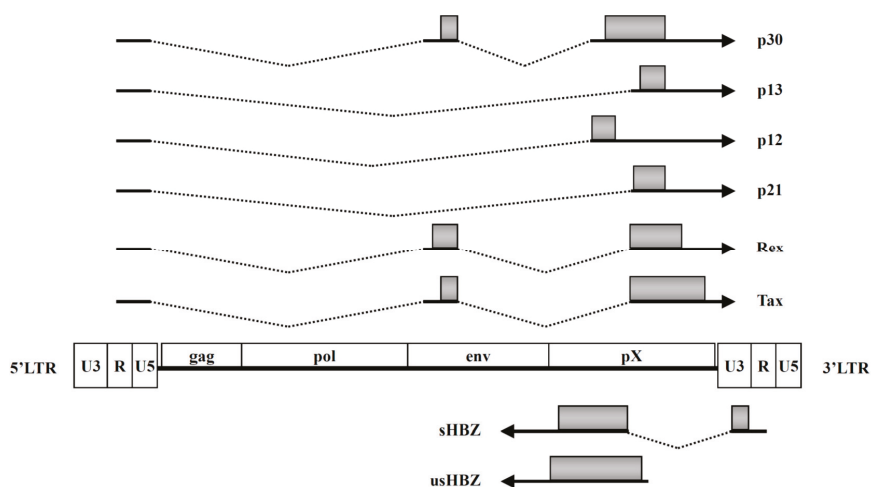 p30
p13
p12
p21
Rex
Tax
5'LTR U3 R U5 gag pol env pX U3 R U5 3'LTR
sHBZ
usHBZ